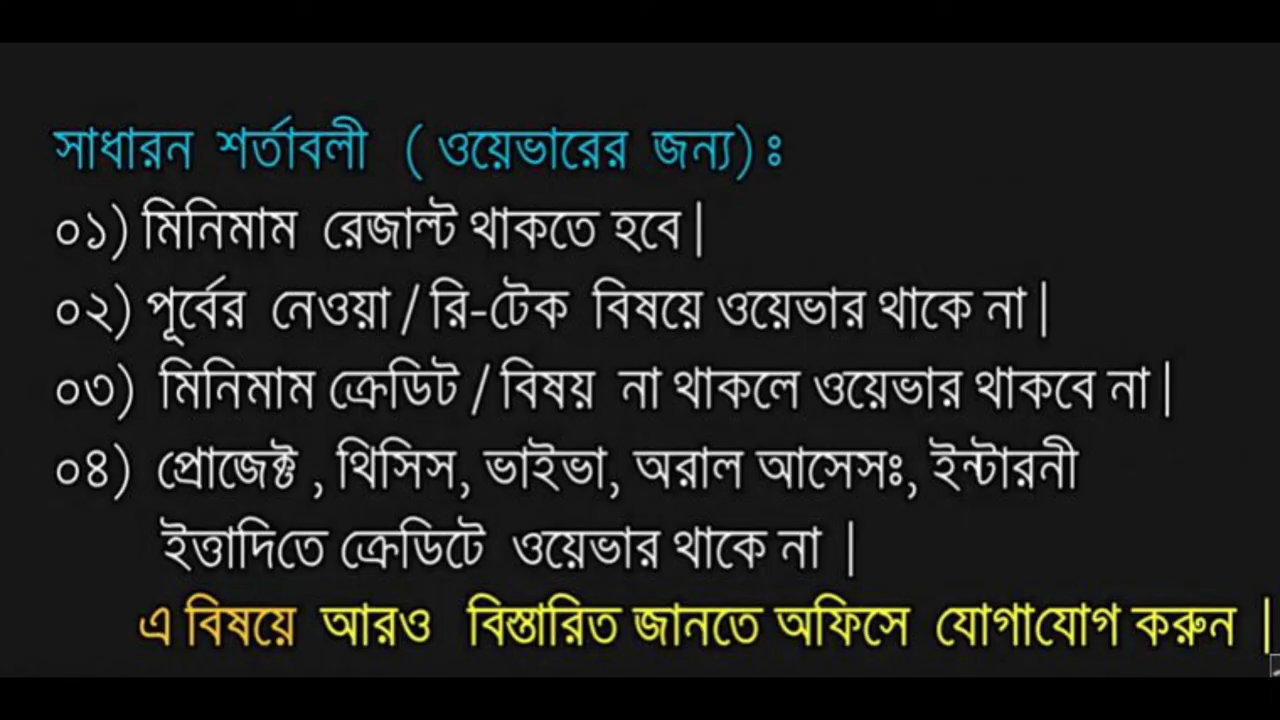 সাধারন শর্তাবলী ( ওয়েভারের জন্য) ঃ
০১) মিনিমাম রেজাল্ট থাকতে হবে |
০২) পূর্বের নেওয়া / রি-টেক বিষয়ে ওয়েভার থাকে না |
০৩) মিনিমাম ক্রেডিট / বিষয় না থাকলে ওয়েভার থাকবে না |
০৪) প্রোজেক্ট , থিসিস, ভাইভা, অরাল আসেসঃ, ইন্টারনী
ইত্তাদিতে ক্রেডিটে ওয়েভার থাকে না |
এ বিষয়ে আরও বিস্তারিত জানতে অফিসে যোগাযোগ করুন |